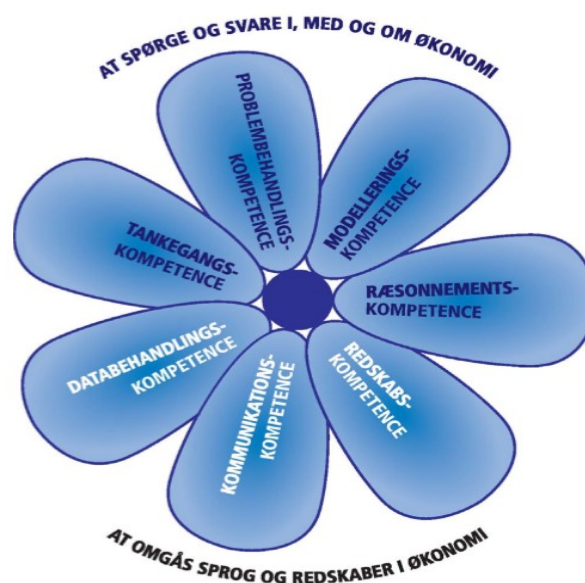 AT SPØRGE OG SVARE I, MED OG OM ØKONOMI
TANKEGANGS-
KOMPETENCE
PROBLEMBEHANDLINGS-
KOMPETENCE
MODELLERINGS-
KOMPETENCE
RÆSONNEMENTS-
KOMPETENCE
DATABEHANDLINGS-
KOMPETENCE
KOMMUNIKATIONS-
KOMPETENCE
REDSKABS-
KOMPETENCE
AT OMGÅS SPROG OG REDSKABER I ØKONOMI